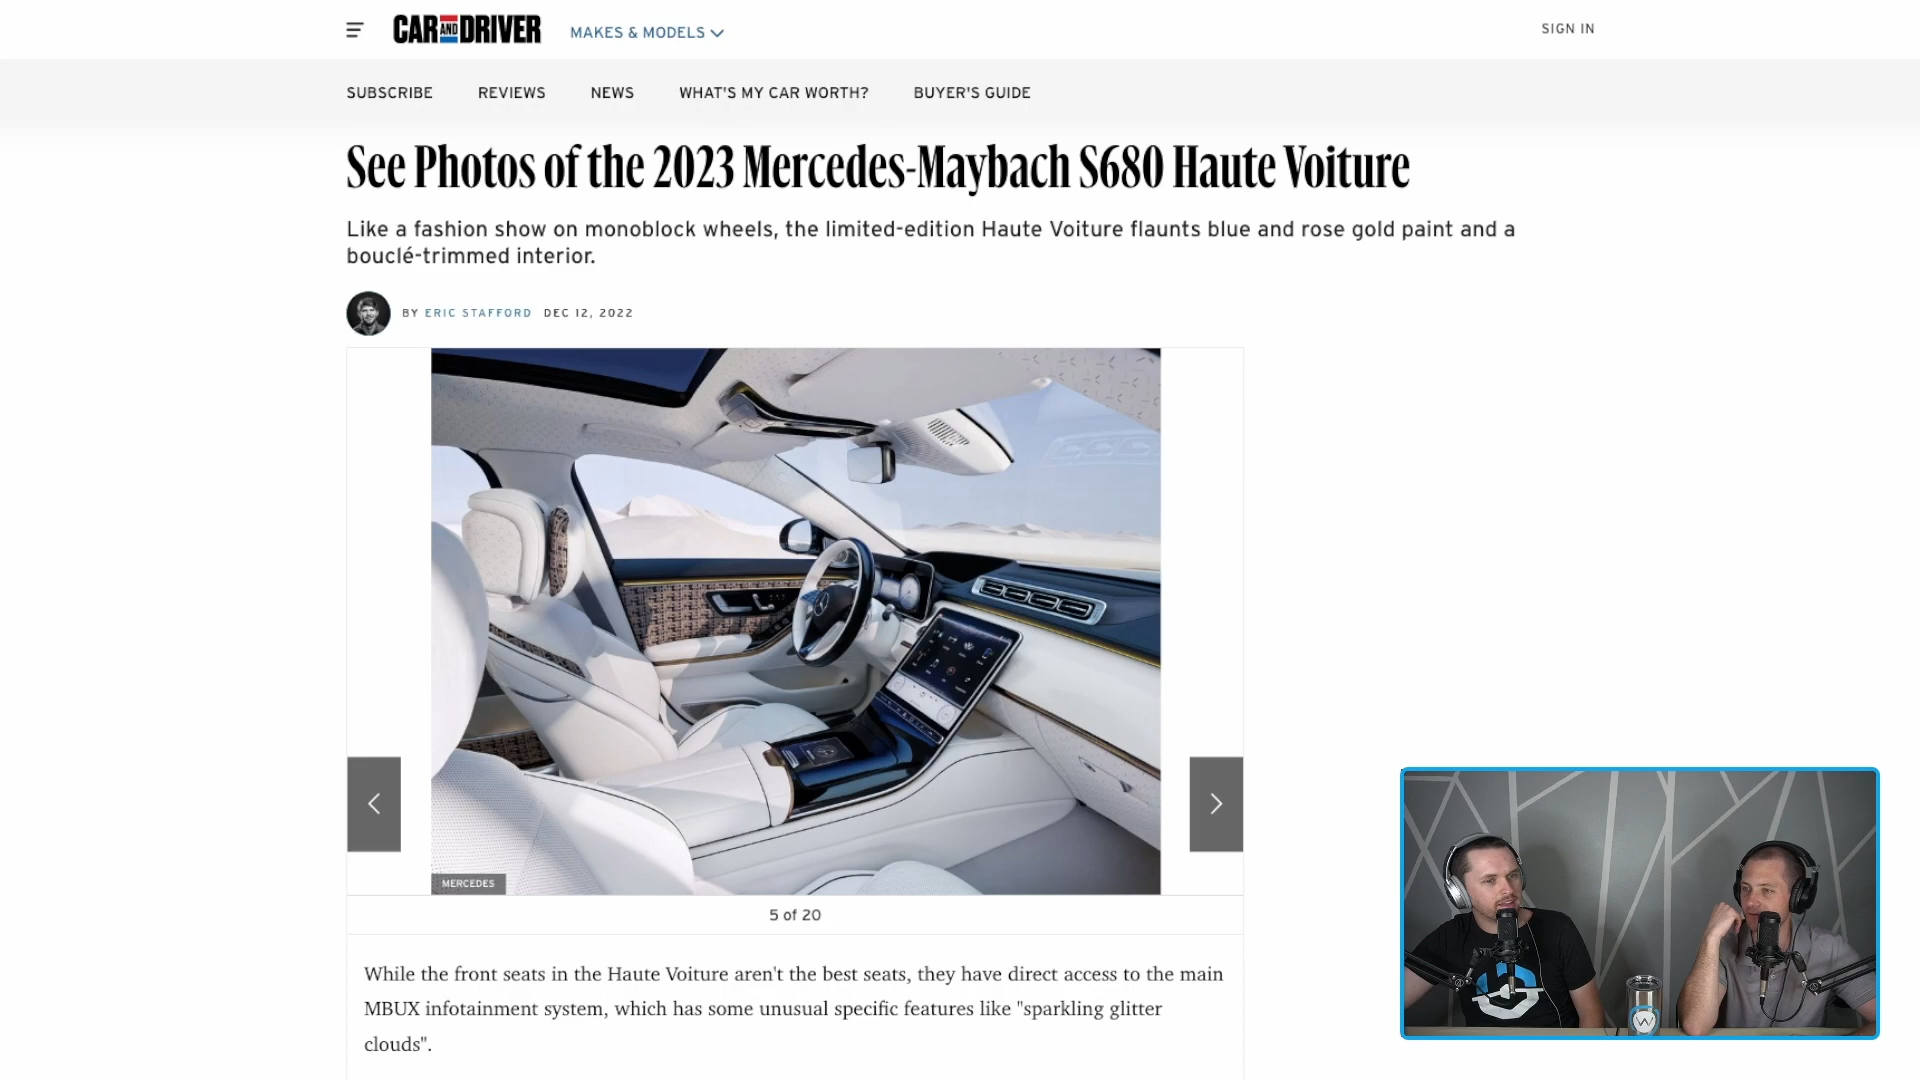 CAR AND DRIVER
MAKES & MODELS
SIGN IN
SUBSCRIBE
REVIEWS
NEWS
WHAT'S MY CAR WORTH?
BUYER'S GUIDE
See Photos of the 2023 Mercedes-Maybach S680 Haute Voiture
Like a fashion show on monoblock wheels, the limited-edition Haute Voiture flaunts blue and rose gold paint and a
bouclé-trimmed interior.
BY ERIC STAFFORD DEC 12, 2022
MERCEDES
5 of 20
While the front seats in the Haute Voiture aren't the best seats, they have direct access to the main
MBUX infotainment system, which has some unusual specific features like "sparkling glitter
clouds".
W